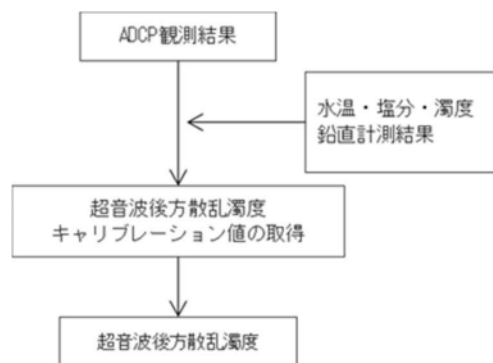 ADCP観測結果
水温・塩分・濁度
鉛直計測結果
超音波後方散乱濁度
キャリブレーション値の取得
超音波後方散乱濁度